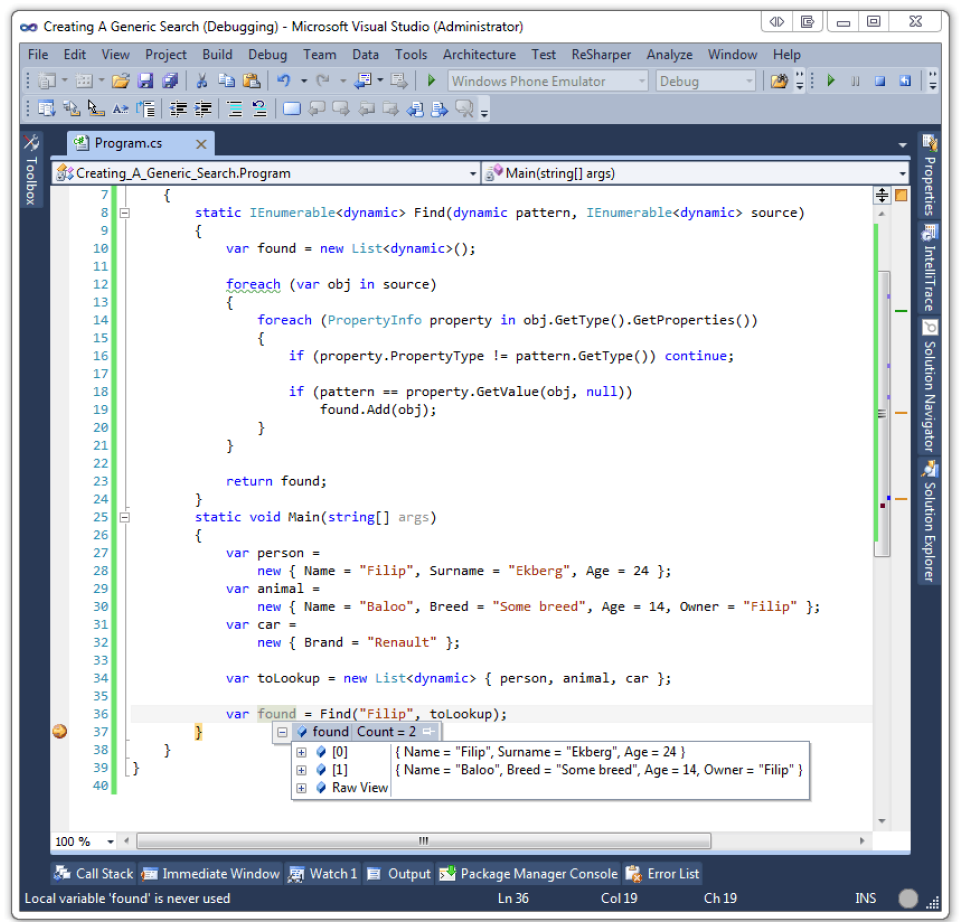 Creating A Generic Search (Debugging) - Microsoft Visual Studio (Administrator)
File Edit View Project Build Debug Team Data Tools Architecture Test ReSharper Analyze Window Help
Windows Phone Emulator Debug
Toolbox
Program.cs
Creating_A_Generic_Search.Program Main(string[] args)
7 {
8 static IEnumerable<dynamic> Find(dynamic pattern, IEnumerable<dynamic> source)
9 {
10 var found = new List<dynamic>();
11
12 foreach (var obj in source)
13 {
14 foreach (PropertyInfo property in obj.GetType().GetProperties())
15 {
16 if (property.PropertyType != pattern.GetType()) continue;
17
18 if (pattern == property.GetValue(obj, null))
19 found.Add(obj);
20 }
21 }
22
23 return found;
24 }
25 static void Main(string[] args)
26 {
27 var person =
28 new { Name = "Filip", Surname = "Ekberg", Age = 24 };
29 var animal =
30 new { Name = "Baloo", Breed = "Some breed", Age = 14, Owner = "Filip" };
31 var car =
32 new { Brand = "Renault" };
33
34 var toLookup = new List<dynamic> { person, animal, car };
35
36 var found = Find("Filip", toLookup);
37 }
found Count = 2
38 }
[0] { Name = "Filip", Surname = "Ekberg", Age = 24 }
39 }
[1] { Name = "Baloo", Breed = "Some breed", Age = 14, Owner = "Filip" }
40
Raw View
Properties
IntelliTrace
Solution Navigator
Solution Explorer
100 %
Call Stack Immediate Window Watch 1 Output Package Manager Console Error List
Local variable 'found' is never used Ln 36 Col 19 Ch 19 INS